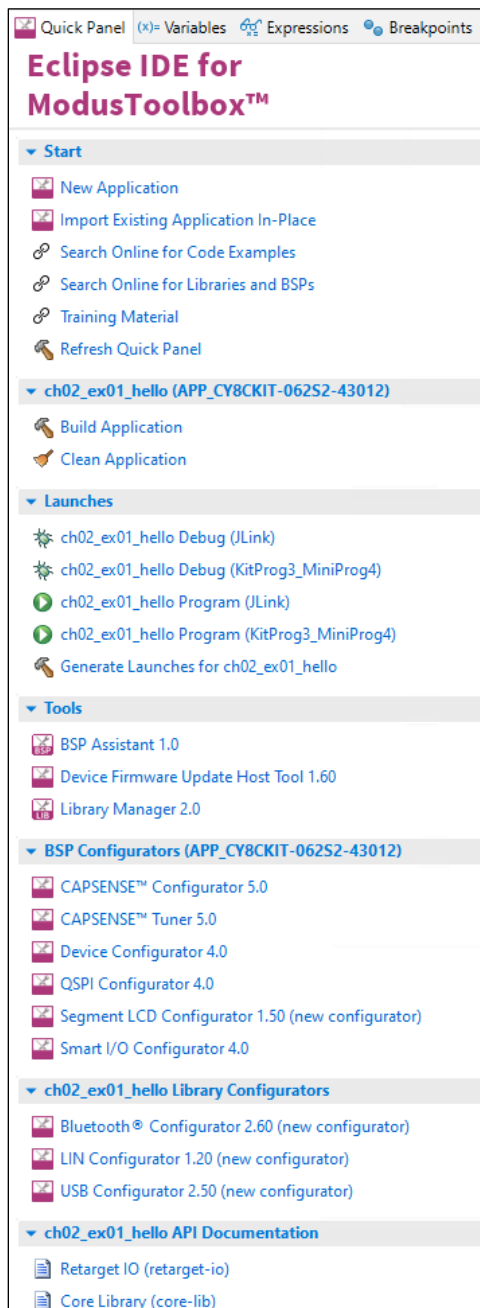 Quick Panel (x)= Variables Expressions Breakpoints
Eclipse IDE for
ModusToolbox™
Start
New Application
Import Existing Application In-Place
Search Online for Code Examples
Search Online for Libraries and BSPs
Training Material
Refresh Quick Panel
ch02_ex01_hello (APP_CY8CKIT-062S2-43012)
Build Application
Clean Application
Launches
ch02_ex01_hello Debug (JLink)
ch02_ex01_hello Debug (KitProg3_MiniProg4)
ch02_ex01_hello Program (JLink)
ch02_ex01_hello Program (KitProg3_MiniProg4)
Generate Launches for ch02_ex01_hello
Tools
BSP BSP Assistant 1.0
Device Firmware Update Host Tool 1.60
LIB Library Manager 2.0
BSP Configurators (APP_CY8CKIT-062S2-43012)
CAPSENSE™ Configurator 5.0
CAPSENSE™ Tuner 5.0
Device Configurator 4.0
QSPI Configurator 4.0
Segment LCD Configurator 1.50 (new configurator)
Smart I/O Configurator 4.0
ch02_ex01_hello Library Configurators
Bluetooth® Configurator 2.60 (new configurator)
LIN Configurator 1.20 (new configurator)
USB Configurator 2.50 (new configurator)
ch02_ex01_hello API Documentation
Retarget IO (retarget-io)
Core Library (core-lib)